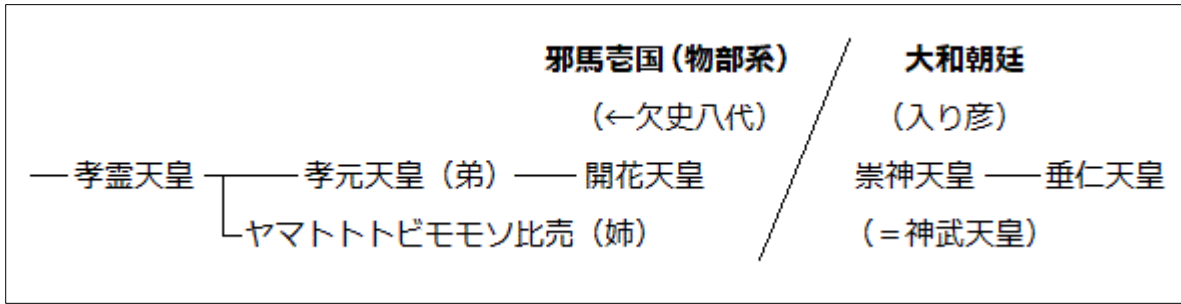 邪馬壱国（物部系） 大和朝廷
（←欠史八代） （入り彦）
孝霊天皇 孝元天皇（弟） 開花天皇 崇神天皇 垂仁天皇
ヤマトトトビモモソ比売（姉） （＝神武天皇）